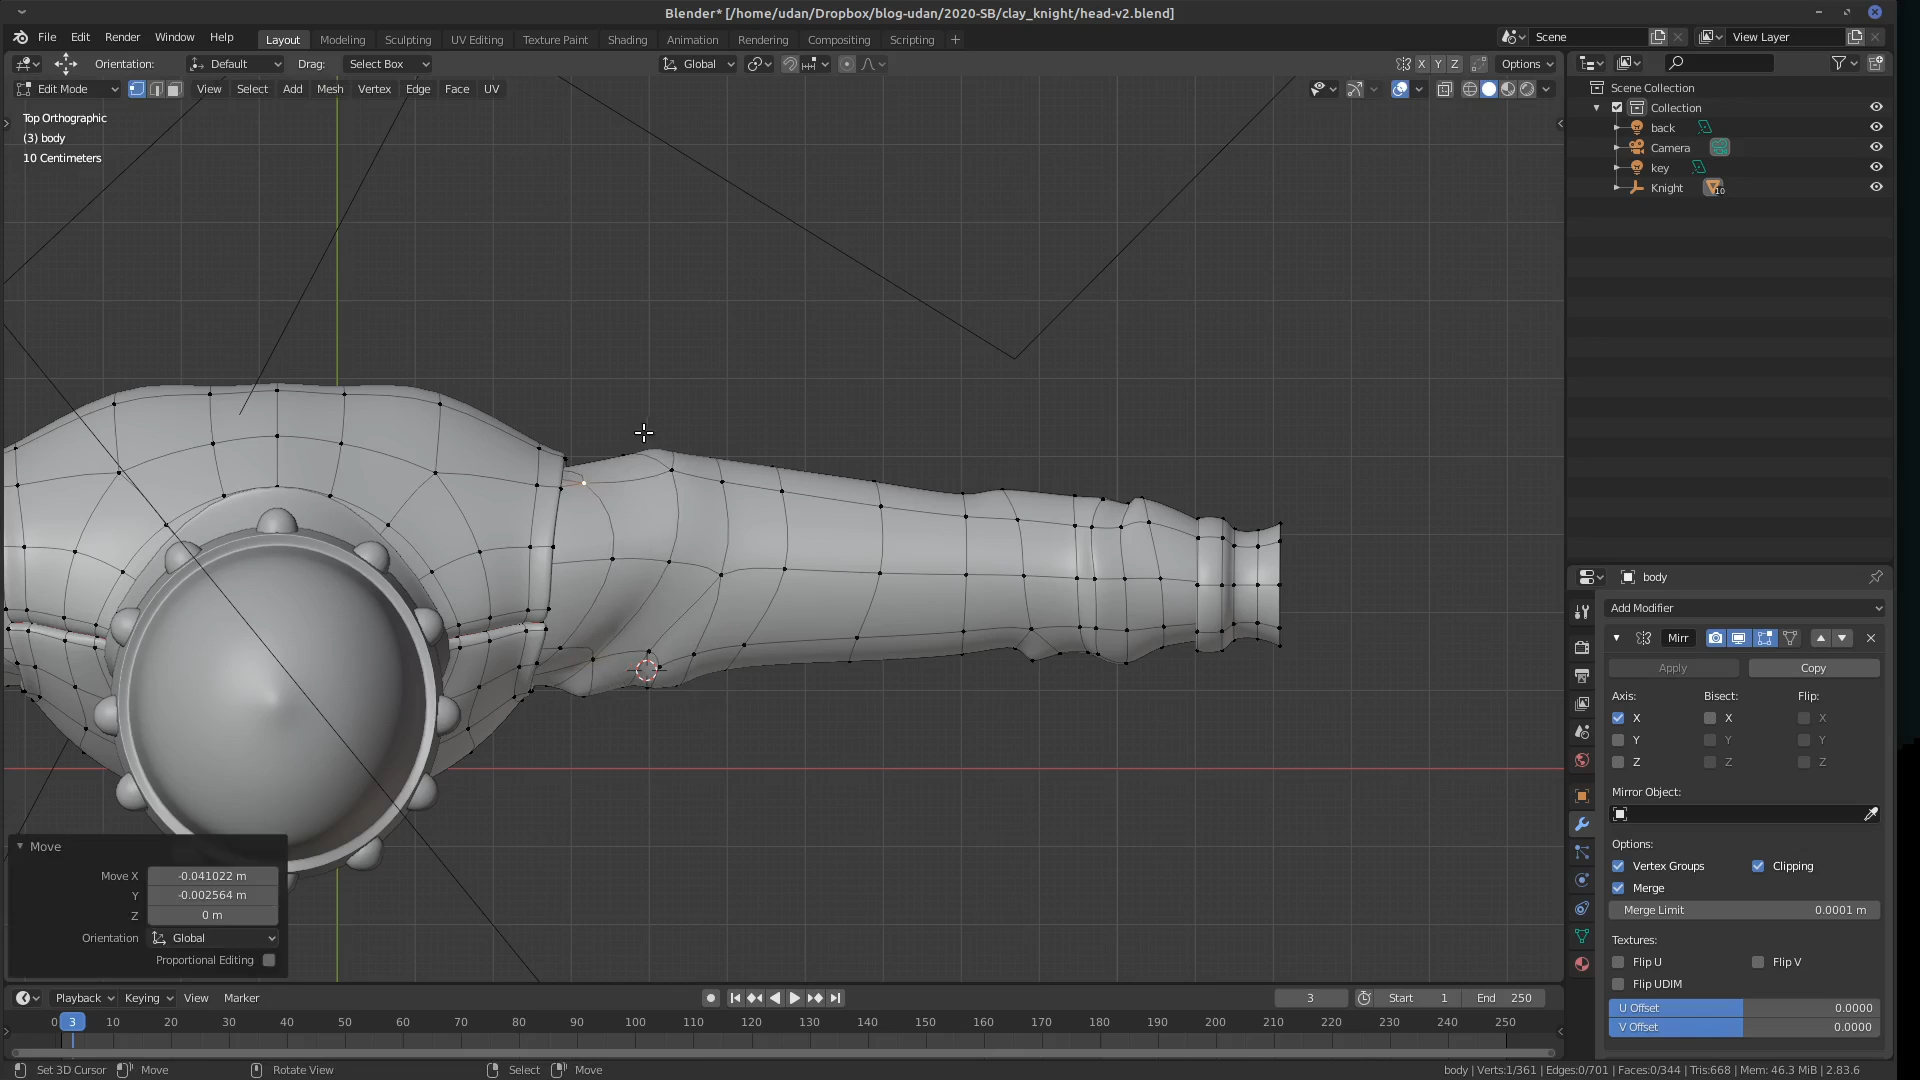 Blender* [/home/udan/Dropbox/blog-udan/2020-SB/clay_knight/head-v2.blend]
File Edit Render Window Help Layout Modeling Sculpting UV Editing Texture Paint Shading Animation Rendering Compositing Scripting + Scene View Layer
Orientation: Default Drag: Select Box Global X Y Z Options
Edit Mode View Select Add Mesh Vertex Edge Face UV
Top Orthographic
(3) body
10 Centimeters
Scene Collection
Collection
back
Camera
key
Knight 10
body
Add Modifier
Mirr
Apply Copy
Axis: Bisect: Flip:
X X X
Y Y Y
Z Z Z
Mirror Object:
Options:
Vertex Groups Clipping
Merge
Merge Limit 0.0001 m
Textures:
Flip U Flip V
Flip UDIM
U Offset 0.0000
V Offset 0.0000
Move
Move X -0.041022 m
Y -0.002564 m
Z 0 m
Orientation Global
Proportional Editing
Playback Keying View Marker 3 Start 1 End 250
0 3 10 20 30 40 50 60 70 80 90 100 110 120 130 140 150 160 170 180 190 200 210 220 230 240 250
Set 3D Cursor Move Rotate View Select Move body | Verts:1/361 | Edges:0/701 | Faces:0/344 | Tris:668 | Mem: 46.3 MiB | 2.83.6